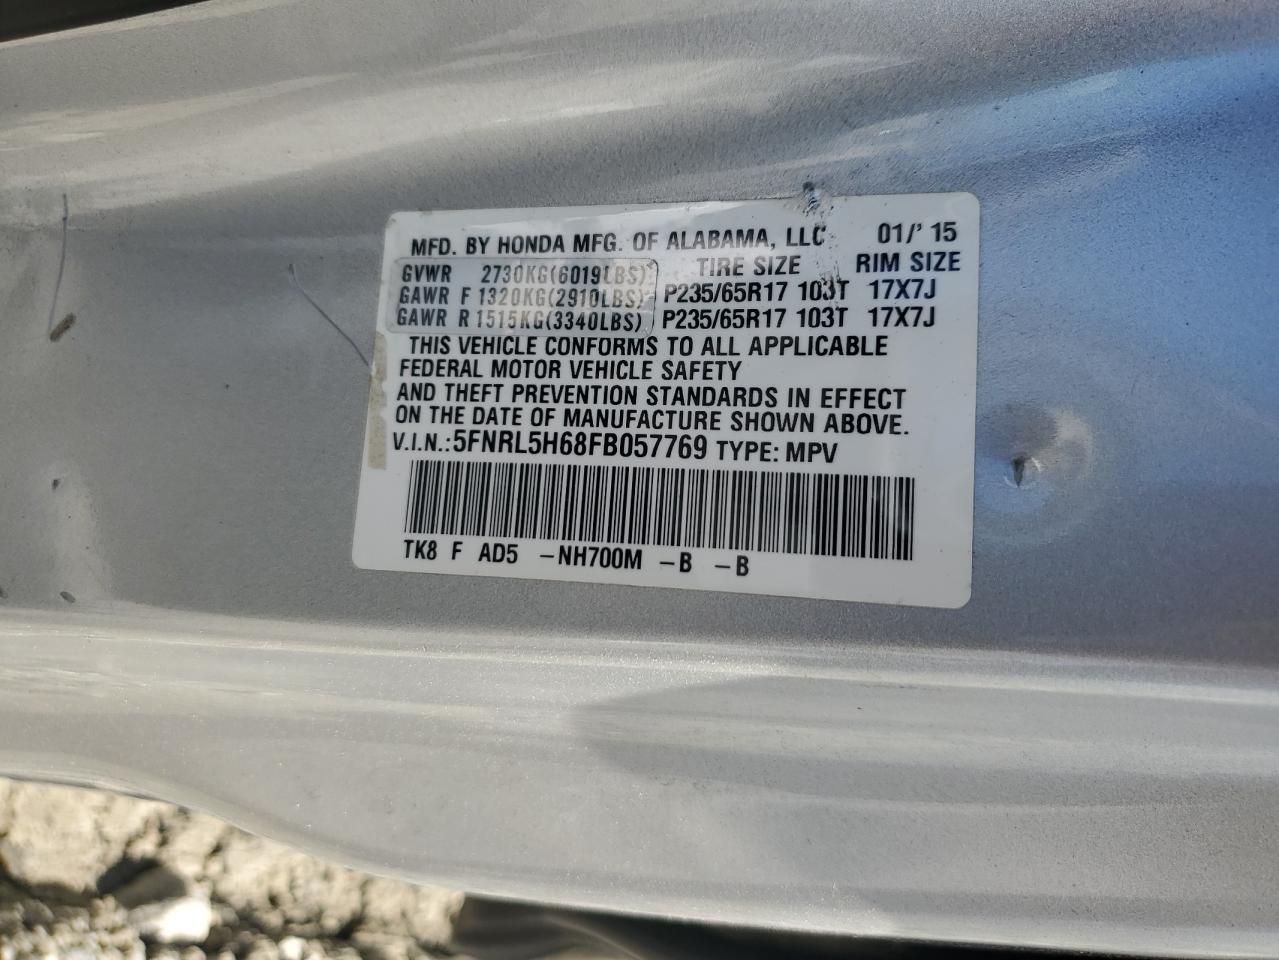 MFD. BY HONDA MFG. OF ALABAMA, LLC 01/'15
GVWR 2730KG(6019LBS) TIRE SIZE RIM SIZE
GAWR F 1320KG(2910LBS) P235/65R17 103T 17X7J
GAWR R 1515KG(3340LBS) P235/65R17 103T 17X7J
THIS VEHICLE CONFORMS TO ALL APPLICABLE
FEDERAL MOTOR VEHICLE SAFETY
AND THEFT PREVENTION STANDARDS IN EFFECT
ON THE DATE OF MANUFACTURE SHOWN ABOVE.
V.I.N.:5FNRL5H68FB057769 TYPE: MPV
TK8 F AD5 -NH700M -B -B